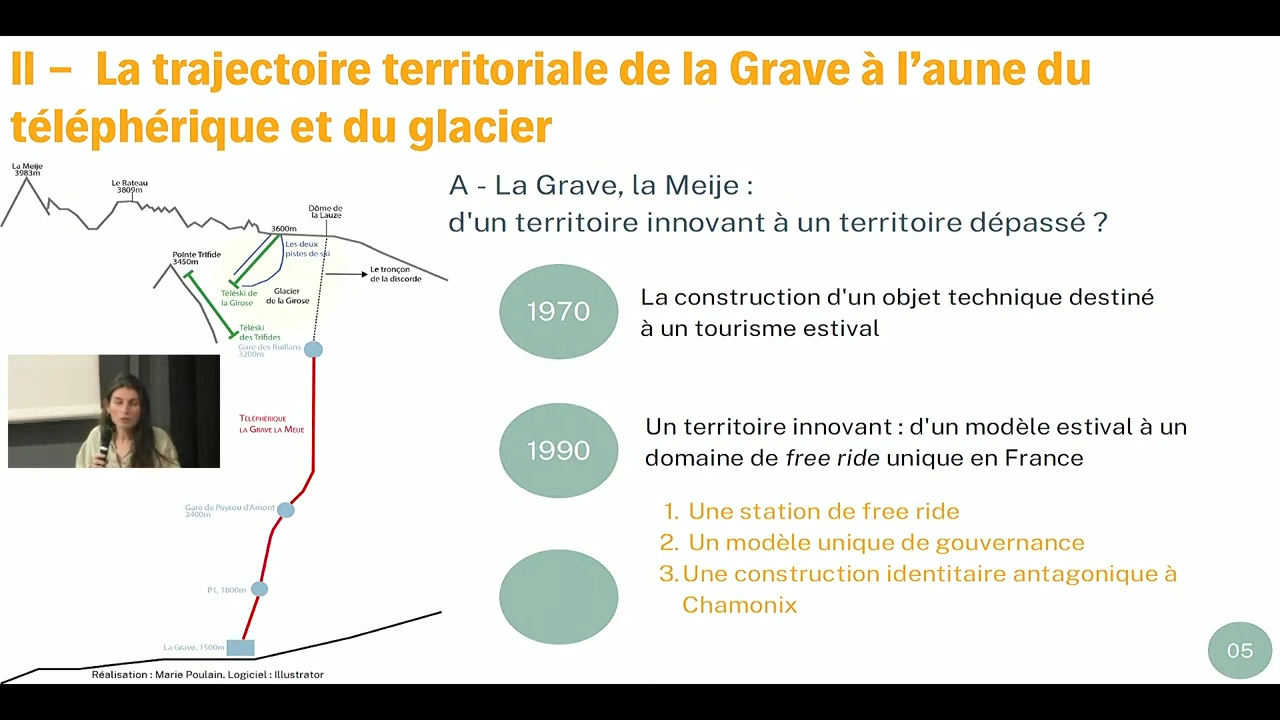 II – La trajectoire territoriale de la Grave à l'aune du
téléphérique et du glacier
La Meije
3983m
Le Rateau
3809m
Dôme de
la Lauze
3600m
Les deux
pistes de ski
Pointe Trifide
3450m
Le tronçon
de la discorde
Téléski de
la Girose
Glacier
de la Girose
Téléski
des Trifides
Gare des Ruillans
3200m
TÉLÉPHÉRIQUE
LA GRAVE LA MEIJE
Gare de Peyrou d'Amont
2400m
P1, 1800m
La Grave, 1500m
Réalisation : Marie Poulain. Logiciel : Illustrator
A - La Grave, la Meije :
d'un territoire innovant à un territoire dépassé ?
1970
La construction d'un objet technique destiné
à un tourisme estival
1990
Un territoire innovant : d'un modèle estival à un
domaine de free ride unique en France
1. Une station de free ride
2. Un modèle unique de gouvernance
3. Une construction identitaire antagonique à
Chamonix
05